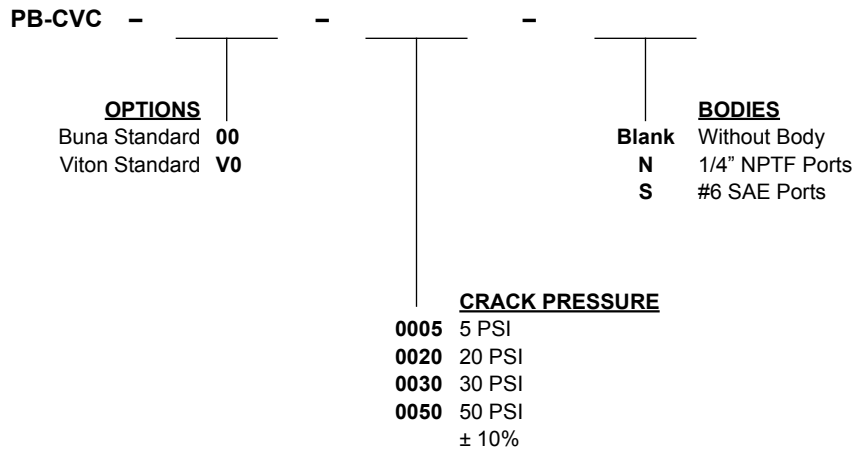 PB-CVC – – –
OPTIONS
Buna Standard 00
Viton Standard V0
BODIES
Blank Without Body
N 1/4” NPTF Ports
S #6 SAE Ports
CRACK PRESSURE
0005 5 PSI
0020 20 PSI
0030 30 PSI
0050 50 PSI
± 10%